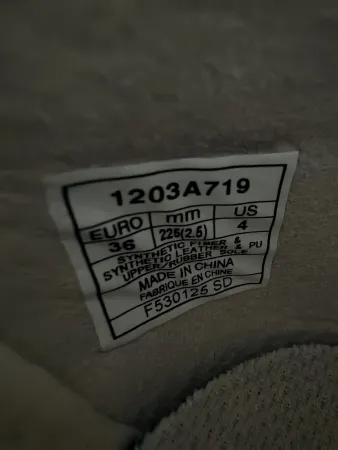 1203A719
EURO mm US
36 225(2.5) 4
SYNTHETIC FIBER &
SYNTHETIC LEATHER & PU
UPPER/RUBBER SOLE
MADE IN CHINA
FABRIQUE EN CHINE
F530125 SD